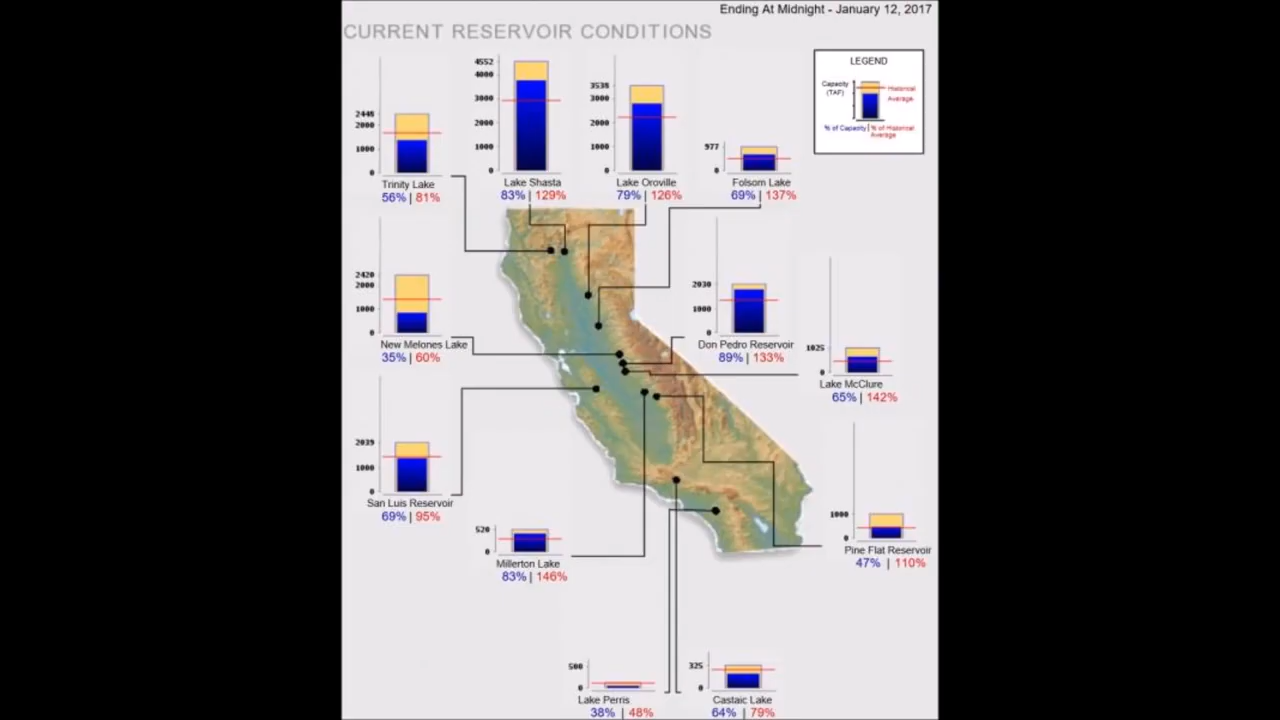 Ending At Midnight - January 12, 2017
CURRENT RESERVOIR CONDITIONS
LEGEND
Capacity
(TAF)
Historical
Average
% of Capacity | % of Historical
Average
2448
2000
1000
0
Trinity Lake
56% | 81%
4552
4000
3000
2000
1000
0
Lake Shasta
83% | 129%
3538
3000
2000
1000
0
Lake Oroville
79% | 126%
977
0
Folsom Lake
69% | 137%
2420
2000
1000
0
New Melones Lake
35% | 60%
2030
1000
0
Don Pedro Reservoir
89% | 133%
1025
0
Lake McClure
65% | 142%
2039
1000
0
San Luis Reservoir
69% | 95%
520
0
Millerton Lake
83% | 146%
1000
0
Pine Flat Reservoir
47% | 110%
500
0
Lake Perris
38% | 48%
325
0
Castaic Lake
64% | 79%